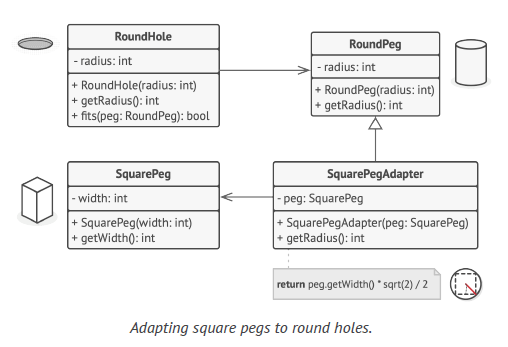 RoundHole
- radius: int
+ RoundHole(radius: int)
+ getRadius(): int
+ fits(peg: RoundPeg): bool
RoundPeg
- radius: int
+ RoundPeg(radius: int)
+ getRadius(): int
SquarePeg
- width: int
+ SquarePeg(width: int)
+ getWidth(): int
SquarePegAdapter
- peg: SquarePeg
+ SquarePegAdapter(peg: SquarePeg)
+ getRadius(): int
return peg.getWidth() * sqrt(2) / 2
Adapting square pegs to round holes.